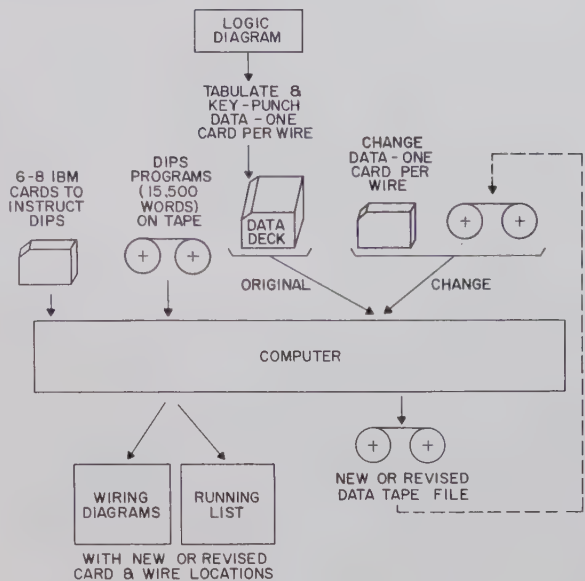 LOGIC
DIAGRAM
TABULATE &
KEY-PUNCH
DATA-ONE
CARD PER WIRE
6-8 IBM
CARDS TO
INSTRUCT
DIPS
DIPS
PROGRAMS
(15,500
WORDS)
ON TAPE
DATA
DECK
CHANGE
DATA-ONE
CARD PER
WIRE
ORIGINAL
CHANGE
COMPUTER
WIRING
DIAGRAMS
RUNNING
LIST
WITH NEW OR REVISED
CARD & WIRE LOCATIONS
NEW OR REVISED
DATA TAPE FILE